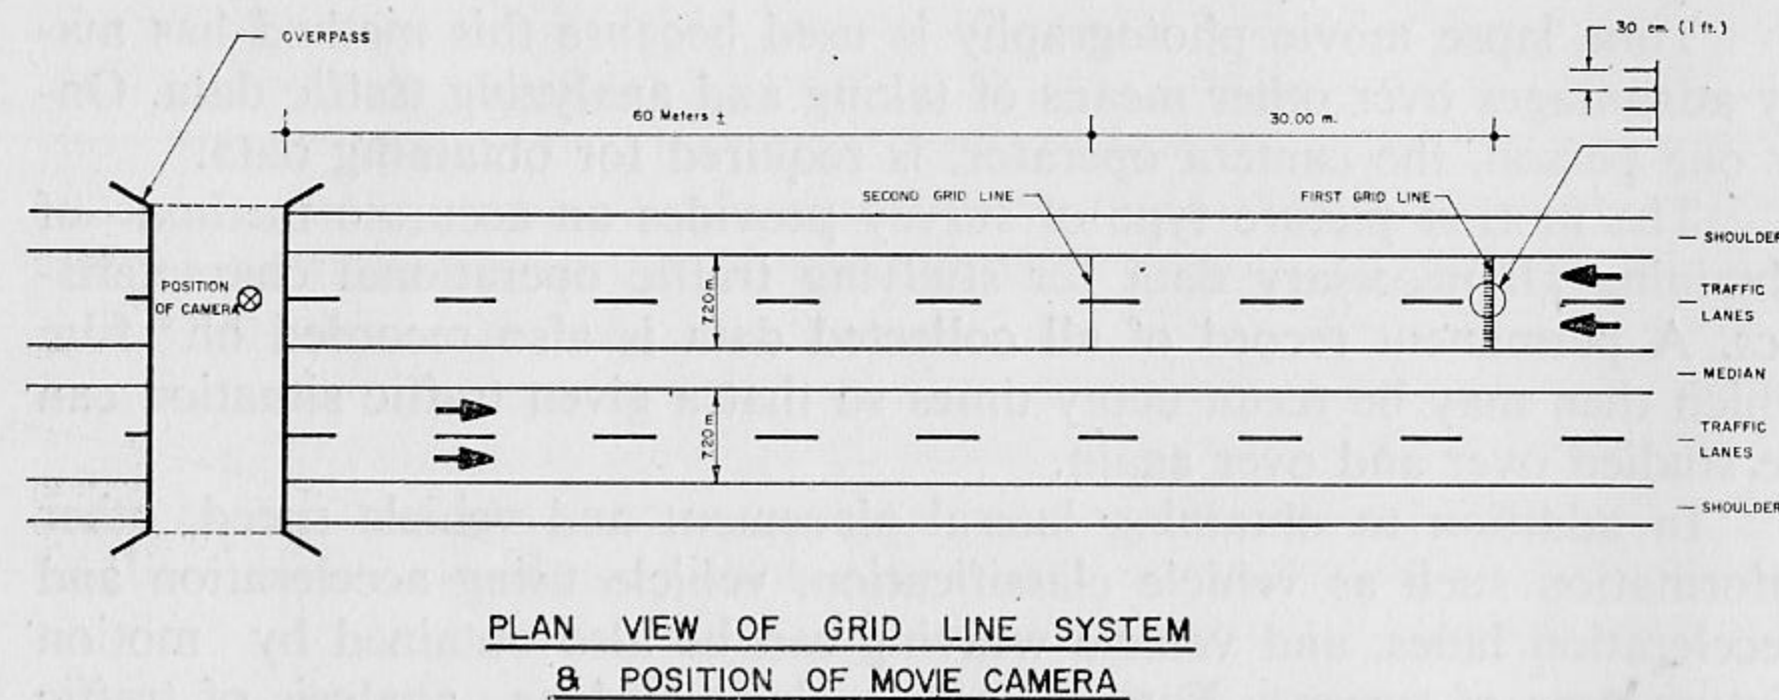 OVERPASS
30 cm. (1 ft.)
60 Meters ±
30.00 m.
SECOND GRID LINE
FIRST GRID LINE
SHOULDER
POSITION
OF CAMERA
7.20 m
TRAFFIC
LANES
MEDIAN
7.20 m
TRAFFIC
LANES
SHOULDER
PLAN VIEW OF GRID LINE SYSTEM
& POSITION OF MOVIE CAMERA